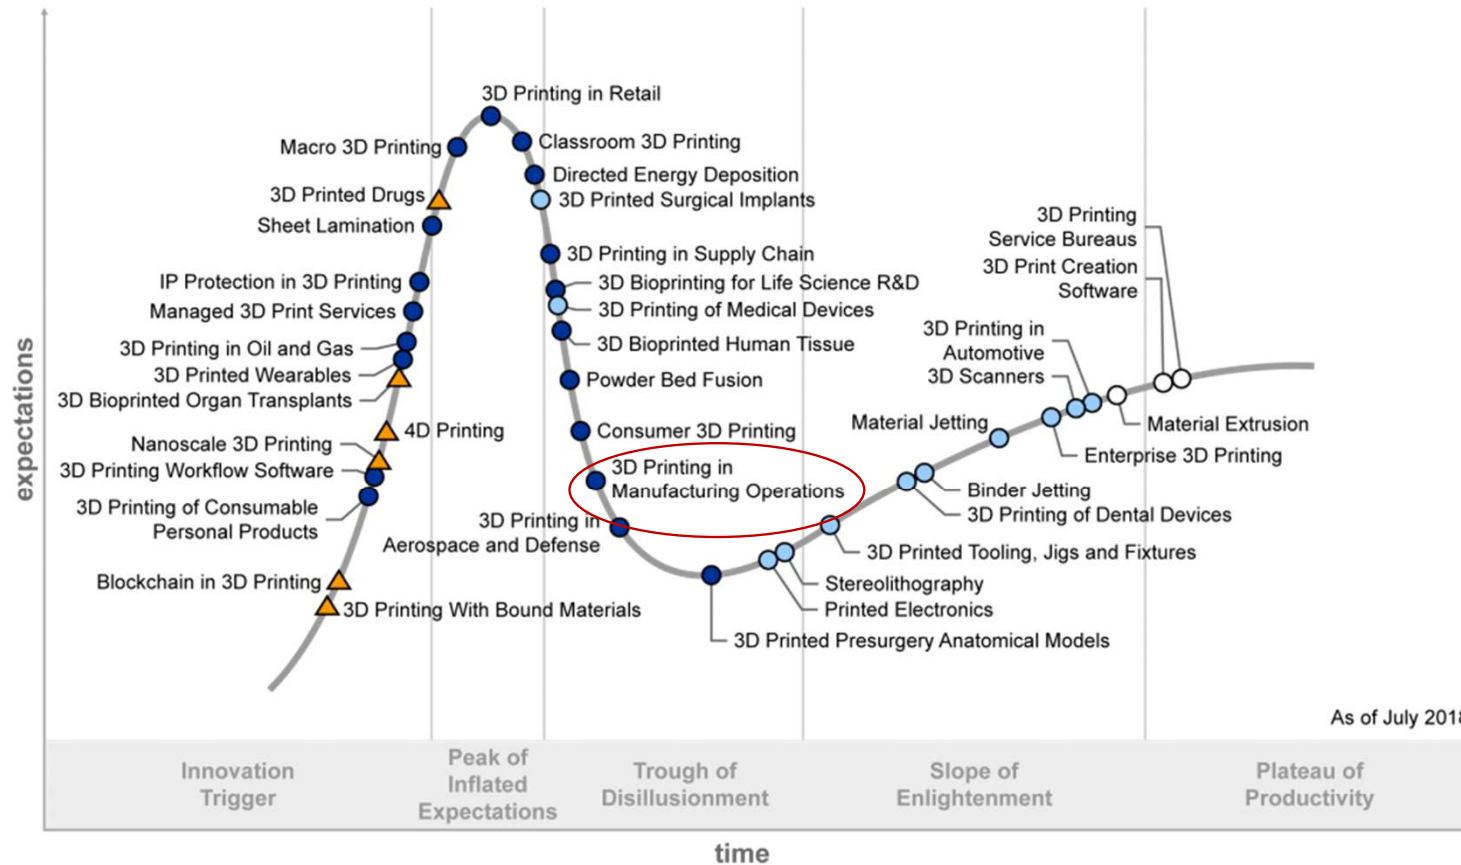 3D Printing in Retail
Macro 3D Printing
Classroom 3D Printing
Directed Energy Deposition
3D Printed Drugs
3D Printed Surgical Implants
Sheet Lamination
3D Printing in Supply Chain
IP Protection in 3D Printing
3D Bioprinting for Life Science R&D
Managed 3D Print Services
3D Printing of Medical Devices
3D Printing in Oil and Gas
3D Bioprinted Human Tissue
3D Printed Wearables
Powder Bed Fusion
3D Bioprinted Organ Transplants
4D Printing
Consumer 3D Printing
Nanoscale 3D Printing
3D Printing Workflow Software
3D Printing in
Manufacturing Operations
3D Printing of Consumable
Personal Products
3D Printing in
Aerospace and Defense
Blockchain in 3D Printing
3D Printing With Bound Materials
3D Printed Presurgery Anatomical Models
Printed Electronics
Stereolithography
3D Printed Tooling, Jigs and Fixtures
3D Printing of Dental Devices
Binder Jetting
Material Jetting
Enterprise 3D Printing
3D Scanners
3D Printing in
Automotive
Material Extrusion
3D Print Creation
Software
3D Printing
Service Bureaus
As of July 2018
expectations
Innovation
Trigger
Peak of
Inflated
Expectations
Trough of
Disillusionment
Slope of
Enlightenment
Plateau of
Productivity
time